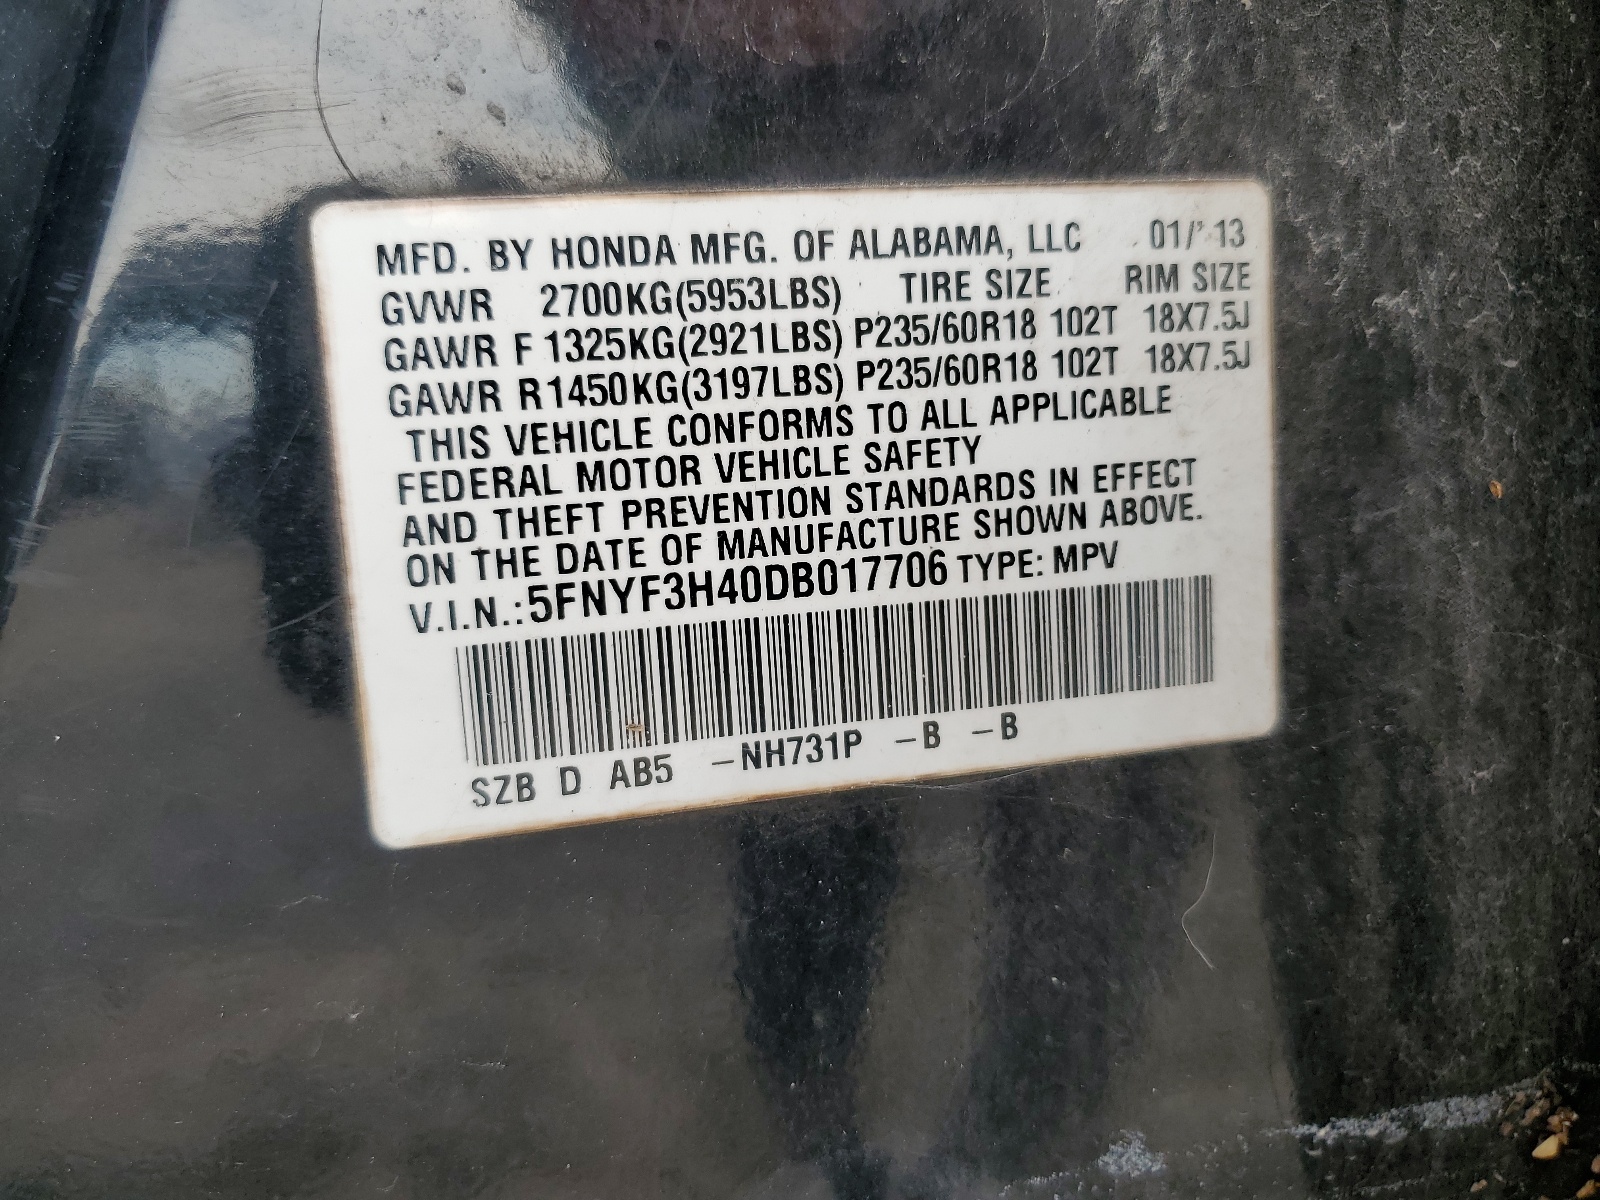 MFD. BY HONDA MFG. OF ALABAMA, LLC 01/'13
GVWR 2700KG(5953LBS) TIRE SIZE RIM SIZE
GAWR F 1325KG(2921LBS) P235/60R18 102T 18X7.5J
GAWR R 1450KG(3197LBS) P235/60R18 102T 18X7.5J
THIS VEHICLE CONFORMS TO ALL APPLICABLE
FEDERAL MOTOR VEHICLE SAFETY
AND THEFT PREVENTION STANDARDS IN EFFECT
ON THE DATE OF MANUFACTURE SHOWN ABOVE.
V.I.N.:5FNYF3H40DB017706 TYPE: MPV
SZB D AB5 -NH731P -B -B